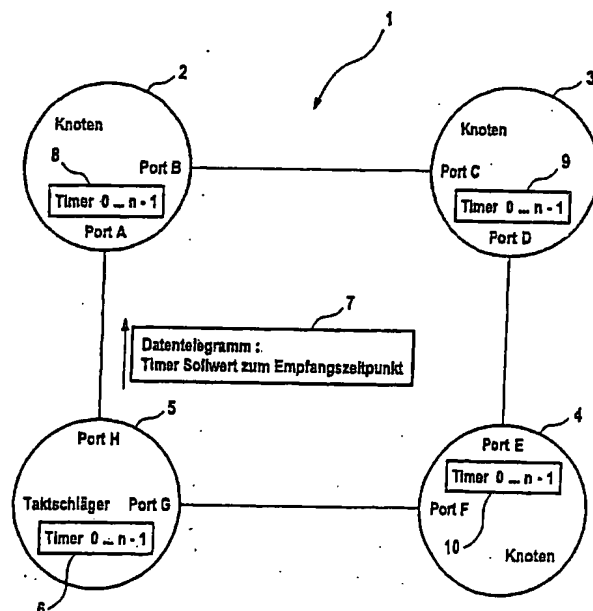 1
2
3
Knoten
Knoten
8
9
Port B
Port C
Timer 0 ... n - 1
Timer 0 ... n - 1
Port A
Port D
7
Datentelegramm :
Timer Sollwert zum Empfangszeitpunkt
5
4
Port H
Port E
Timer 0 ... n - 1
Taktschläger
Port G
Port F
Timer 0 ... n - 1
10
Knoten
6